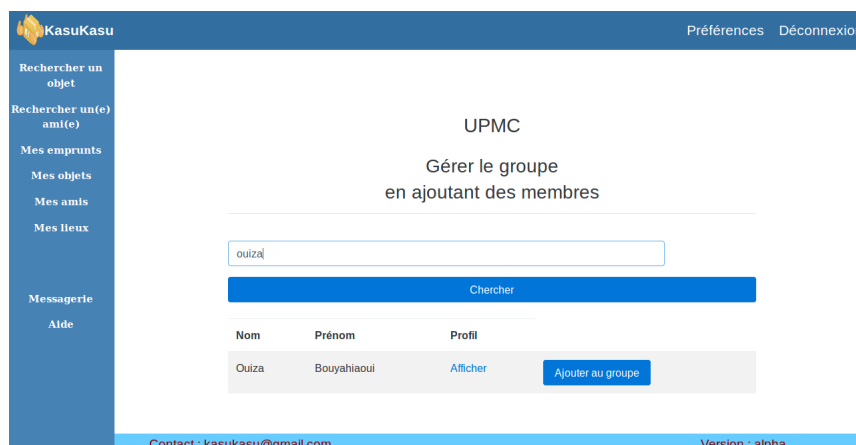 KasuKasu
Préférences Déconnexion
Rechercher un
objet
Rechercher un(e)
ami(e)
Mes emprunts
Mes objets
Mes amis
Mes lieux
Messagerie
Aide
UPMC
Gérer le groupe
en ajoutant des membres
ouiza
Chercher
Nom Prénom Profil
Ouiza Bouyahiaoui Afficher Ajouter au groupe
Contact : kasukasu@gmail.com Version : alpha